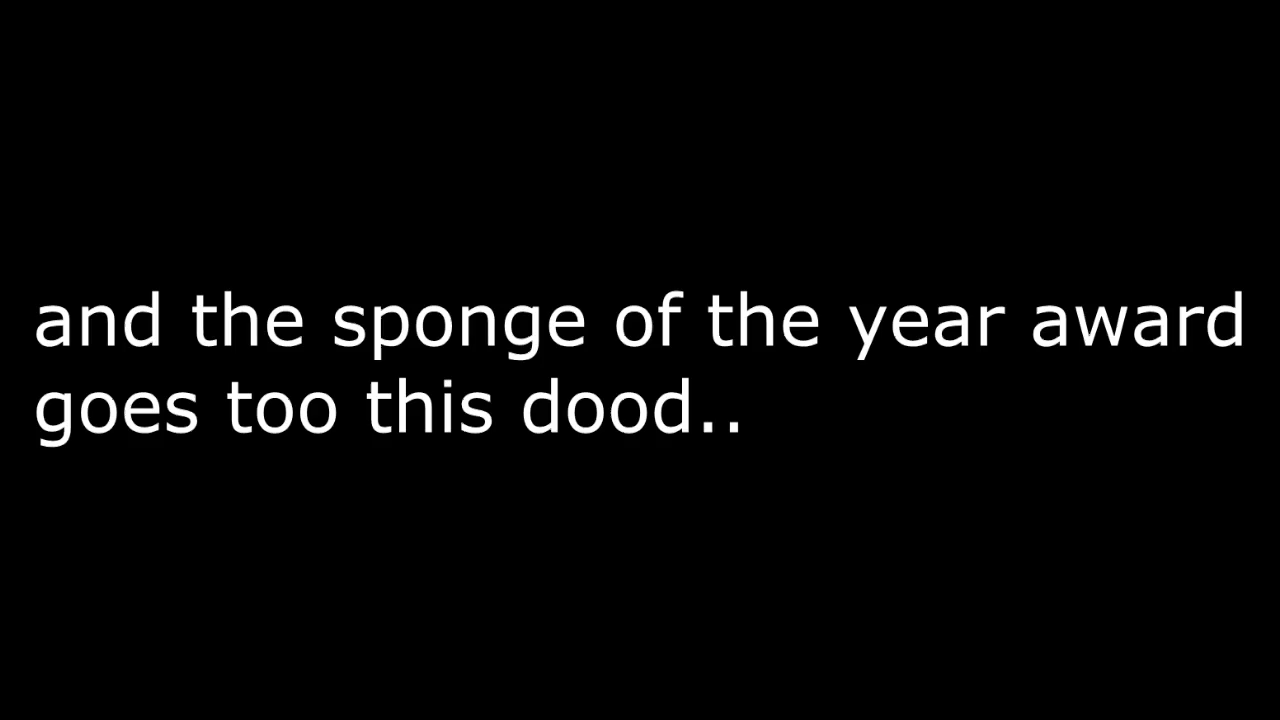 and the sponge of the year award
goes too this dood..